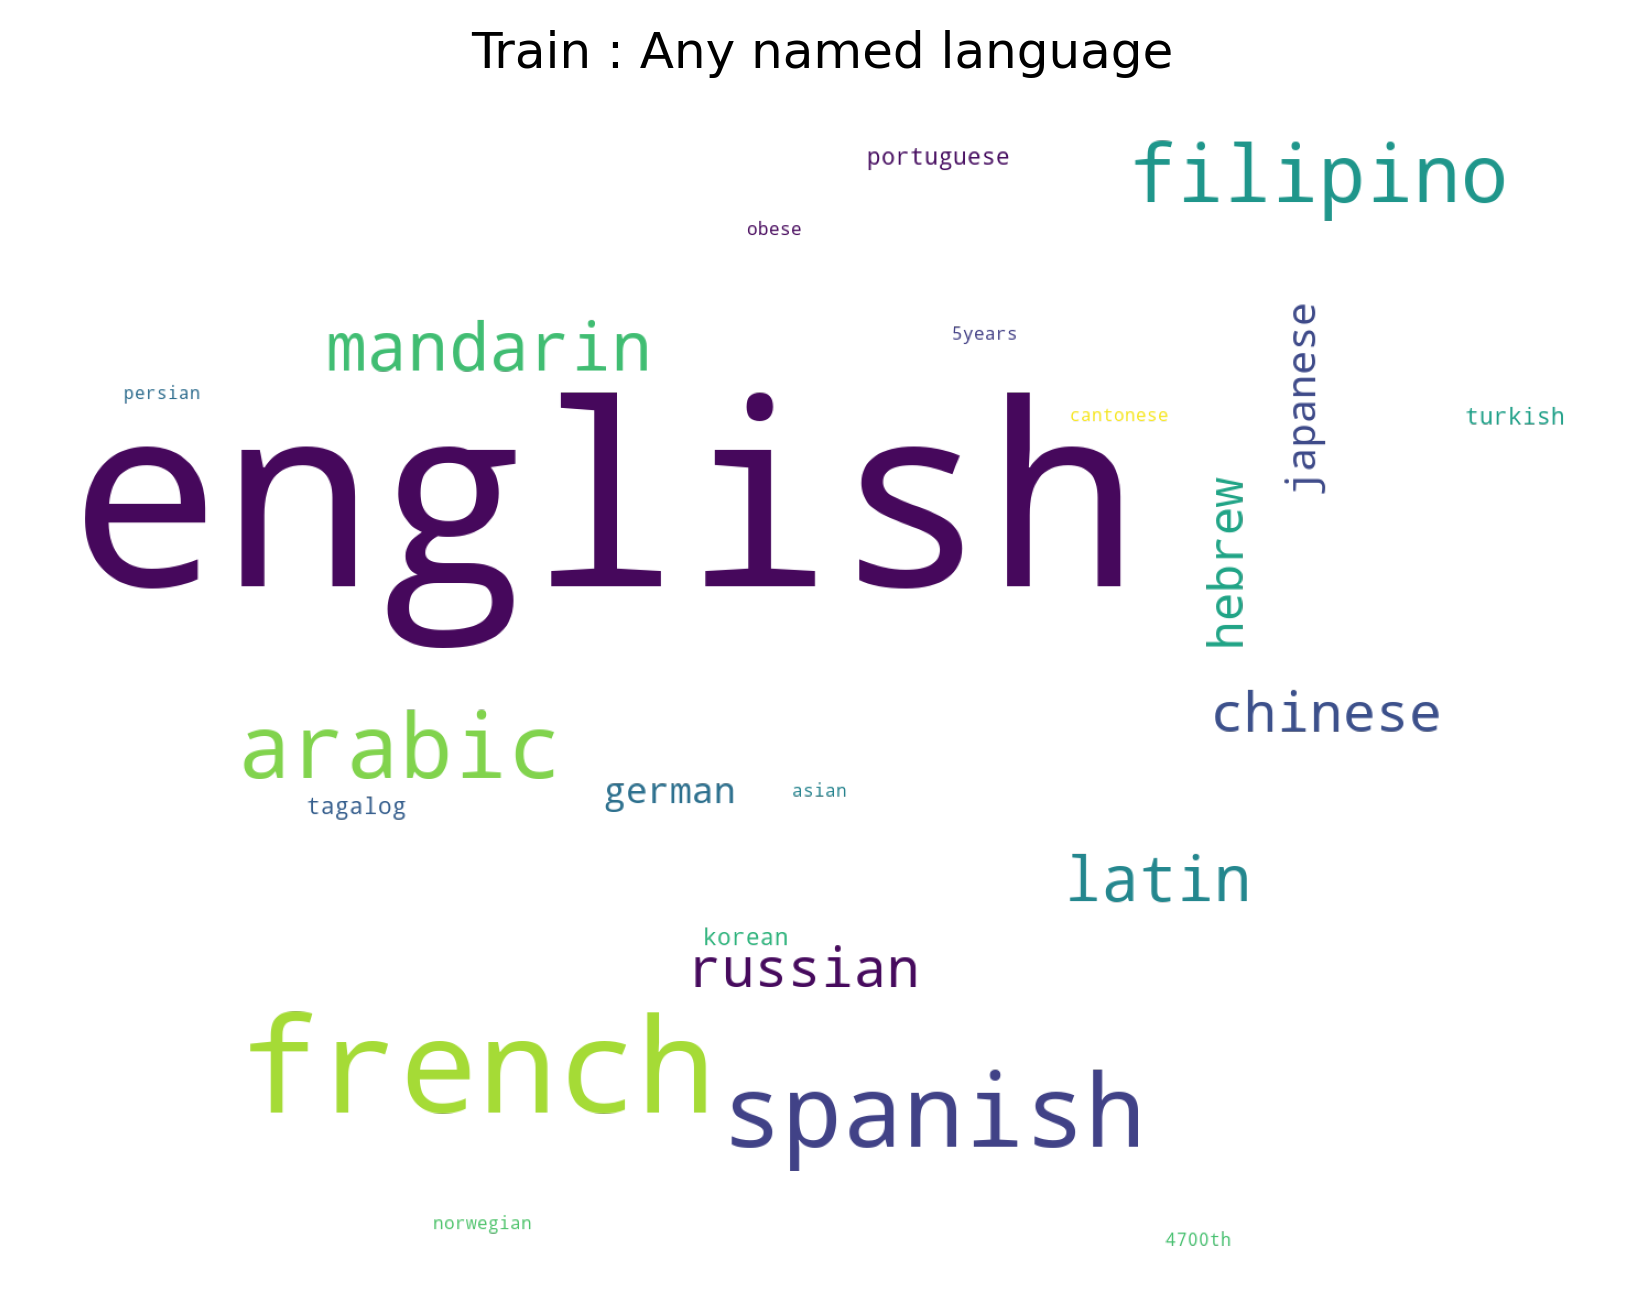 Train : Any named language
portuguese
filipino
obese
mandarin
5years
japanese
persian
english
cantonese
turkish
hebrew
arabic
chinese
tagalog
german
asian
latin
korean
russian
french
spanish
norwegian
4700th